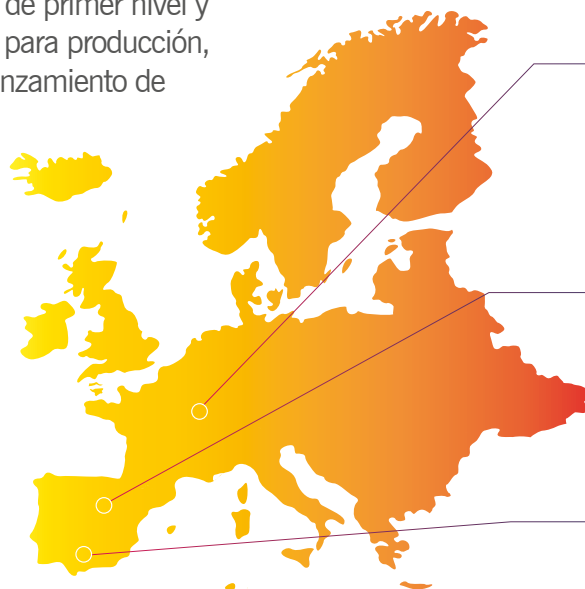 de primer nivel y
para producción,
nzamiento de